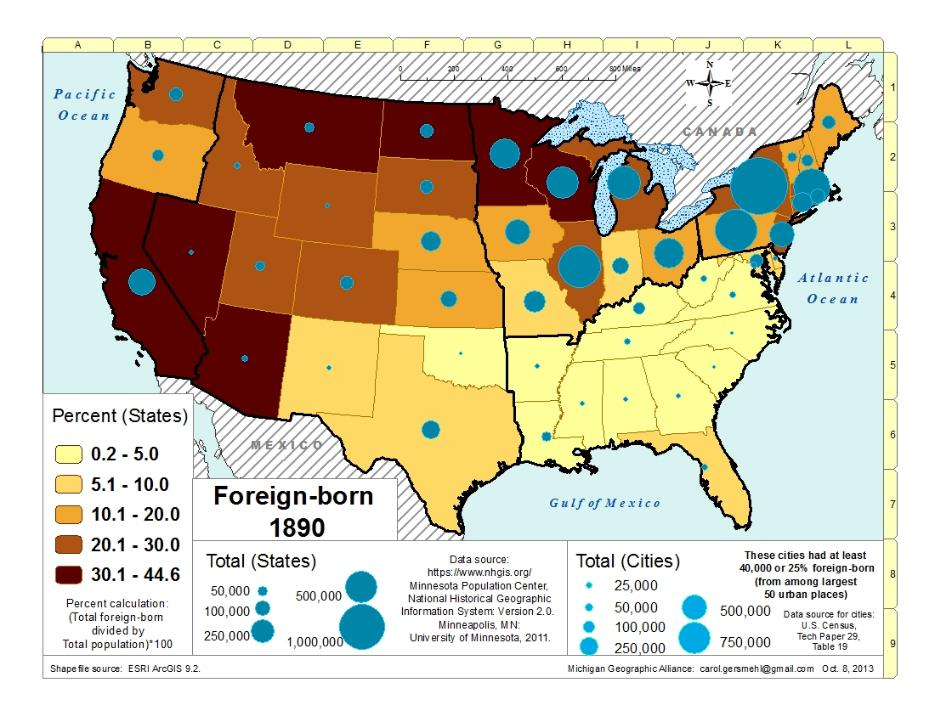 A B C D E F G H I J K L
1
2
3
4
5
6
7
8
9
0 200 400 600 800 Miles
N
W E
S
Pacific
Ocean
CANADA
Atlantic
Ocean
MEXICO
Gulf of Mexico
Percent (States)
0.2 - 5.0
5.1 - 10.0
10.1 - 20.0
20.1 - 30.0
30.1 - 44.6
Percent calculation:
(Total foreign-born
divided by
Total population)*100
Foreign-born
1890
Total (States)
50,000
100,000
250,000
500,000
1,000,000
Data source:
https://www.nhgis.org/
Minnesota Population Center,
National Historical Geographic
Information System: Version 2.0.
Minneapolis, MN:
University of Minnesota, 2011.
Total (Cities)
25,000
50,000
100,000
250,000
500,000
750,000
These cities had at least
40,000 or 25% foreign-born
(from among largest
50 urban places)
Data source for cities:
U.S. Census,
Tech Paper 29,
Table 19
Shapefile source: ESRI ArcGIS 9.2.
Michigan Geographic Alliance: carol.gersmehl@gmail.com Oct. 8, 2013